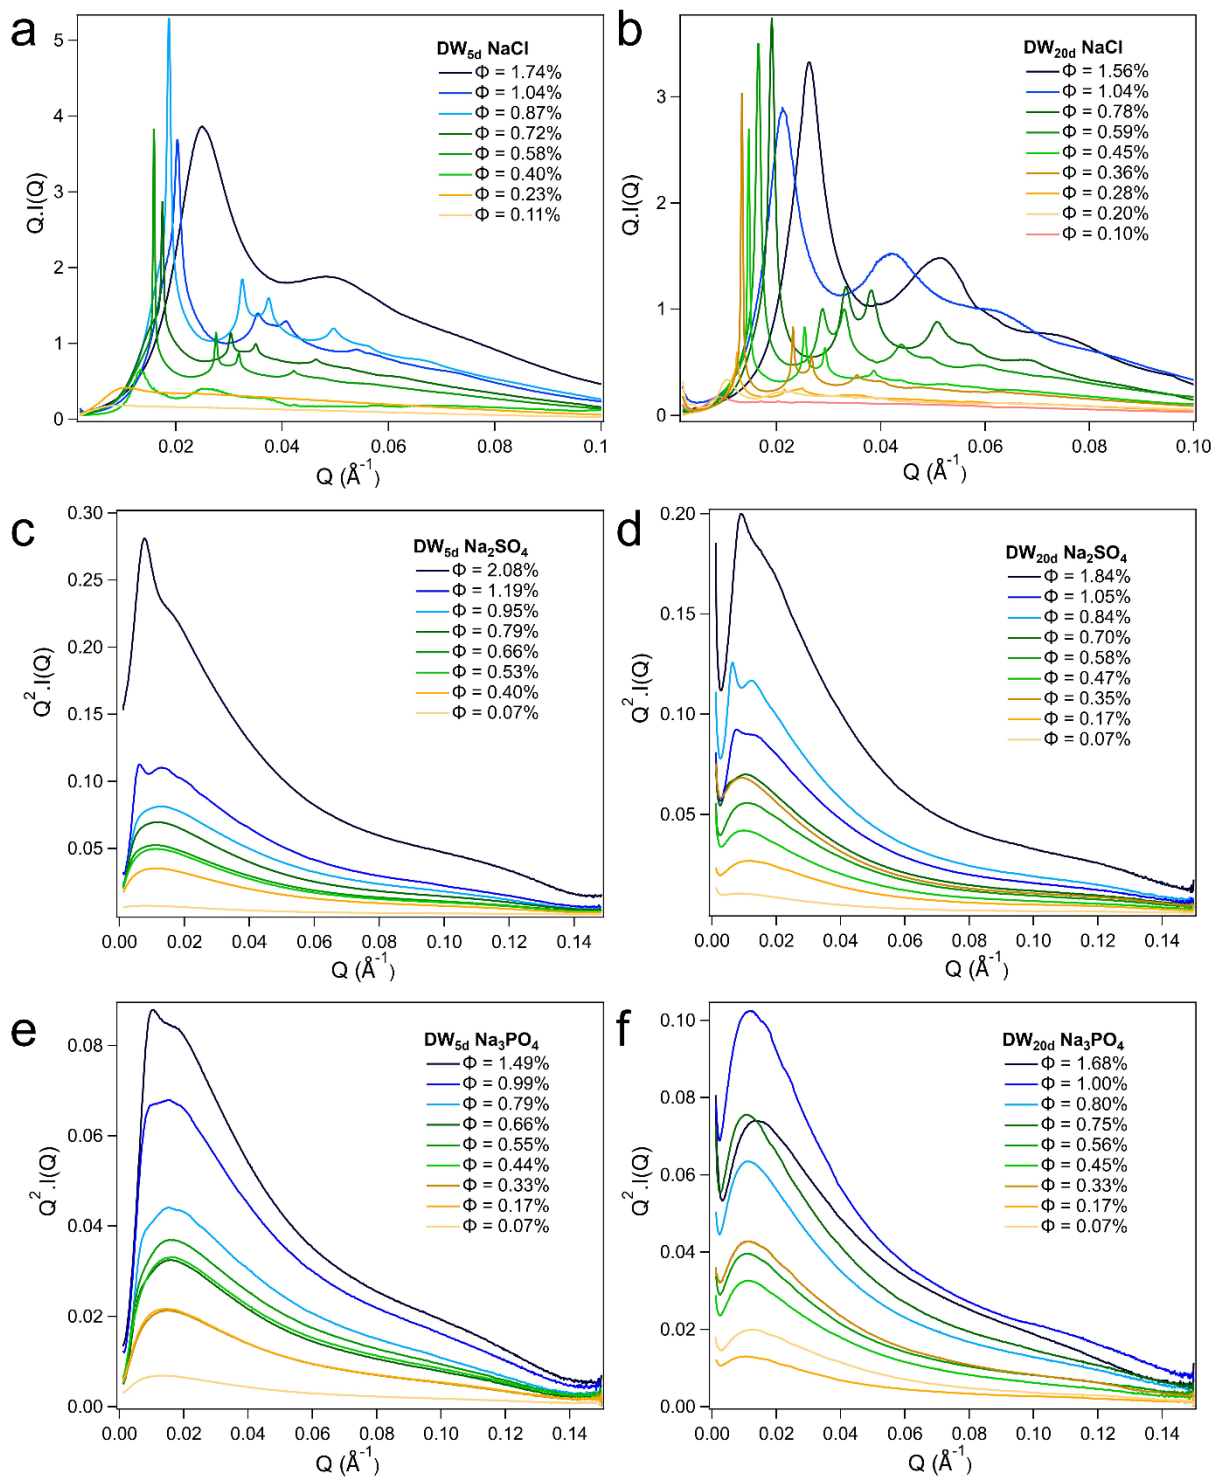 a
DW5d NaCl
Φ = 1.74%
Φ = 1.04%
Φ = 0.87%
Φ = 0.72%
Φ = 0.58%
Φ = 0.40%
Φ = 0.23%
Φ = 0.11%
Q.I(Q)
5
4
3
2
1
0
0.02
0.04
0.06
0.08
0.1
Q (Å⁻¹)
b
DW20d NaCl
Φ = 1.56%
Φ = 1.04%
Φ = 0.78%
Φ = 0.59%
Φ = 0.45%
Φ = 0.36%
Φ = 0.28%
Φ = 0.20%
Φ = 0.10%
Q.I(Q)
3
2
1
0
0.02
0.04
0.06
0.08
0.10
Q (Å⁻¹)
c
DW5d Na2SO4
Φ = 2.08%
Φ = 1.19%
Φ = 0.95%
Φ = 0.79%
Φ = 0.66%
Φ = 0.53%
Φ = 0.40%
Φ = 0.07%
Q².I(Q)
0.30
0.25
0.20
0.15
0.10
0.05
0.00
0.02
0.04
0.06
0.08
0.10
0.12
0.14
Q (Å⁻¹)
d
DW20d Na2SO4
Φ = 1.84%
Φ = 1.05%
Φ = 0.84%
Φ = 0.70%
Φ = 0.58%
Φ = 0.47%
Φ = 0.35%
Φ = 0.17%
Φ = 0.07%
Q².I(Q)
0.20
0.15
0.10
0.05
0.00
0.02
0.04
0.06
0.08
0.10
0.12
0.14
Q (Å⁻¹)
e
DW5d Na3PO4
Φ = 1.49%
Φ = 0.99%
Φ = 0.79%
Φ = 0.66%
Φ = 0.55%
Φ = 0.44%
Φ = 0.33%
Φ = 0.17%
Φ = 0.07%
Q².I(Q)
0.08
0.06
0.04
0.02
0.00
0.00
0.02
0.04
0.06
0.08
0.10
0.12
0.14
Q (Å⁻¹)
f
DW20d Na3PO4
Φ = 1.68%
Φ = 1.00%
Φ = 0.80%
Φ = 0.75%
Φ = 0.56%
Φ = 0.45%
Φ = 0.33%
Φ = 0.17%
Φ = 0.07%
Q².I(Q)
0.10
0.08
0.06
0.04
0.02
0.00
0.00
0.02
0.04
0.06
0.08
0.10
0.12
0.14
Q (Å⁻¹)